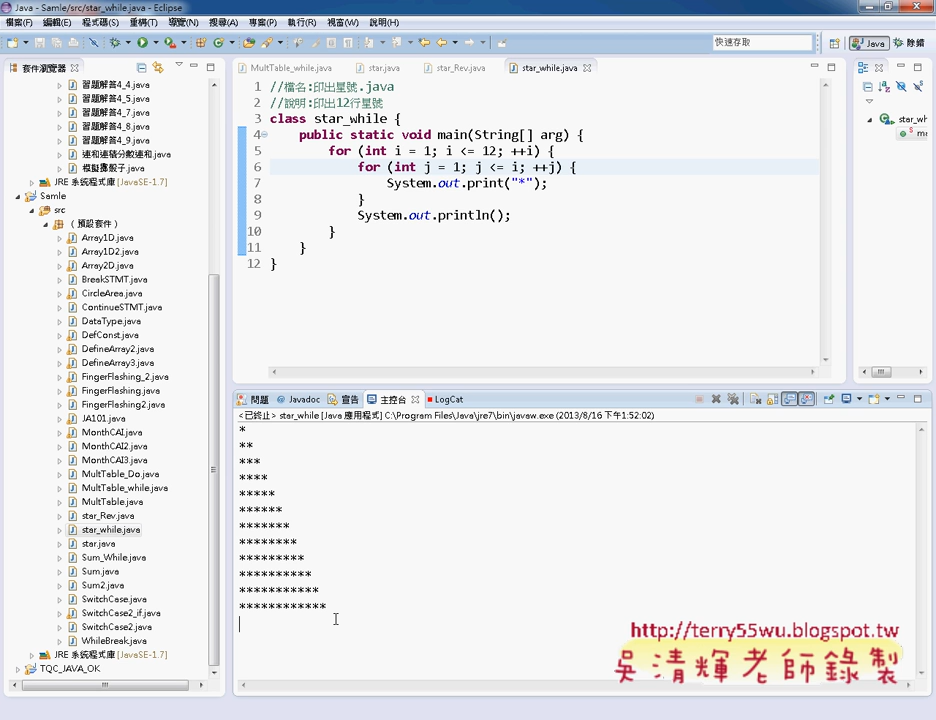 Java - Samle/src/star_while.java - Eclipse
檔案(F) 編輯(E) 程式碼(S) 重構(T) 導覽(N) 搜尋(A) 專案(P) 執行(R) 視窗(W) 說明(H)
快速存取
Java
除錯
套件瀏覽器
習題解答4_4.java
習題解答4_5.java
習題解答4_7.java
習題解答4_8.java
習題解答4_9.java
連和連積分數連和.java
模擬擲骰子.java
JRE 系統程式庫 [JavaSE-1.7]
Samle
src
(預設套件)
Array1D.java
Array1D2.java
Array2D.java
BreakSTMT.java
CircleArea.java
ContinueSTMT.java
DataType.java
DefConst.java
DefineArray2.java
DefineArray3.java
FingerFlashing_2.java
FingerFlashing.java
FingerFlashing2.java
JA101.java
MonthCAI.java
MonthCAI2.java
MonthCAI3.java
MultTable_Do.java
MultTable_while.java
MultTable.java
star_Rev.java
star_while.java
star.java
Sum_While.java
Sum.java
Sum2.java
SwitchCase.java
SwitchCase2_if.java
SwitchCase2.java
WhileBreak.java
JRE 系統程式庫 [JavaSE-1.7]
TQC_JAVA_OK
MultTable_while.java star.java star_Rev.java star_while.java
1 //檔名:印出星號.java
2 //說明:印出12行星號
3 class star_while {
4 public static void main(String[] arg) {
5 for (int i = 1; i <= 12; ++i) {
6 for (int j = 1; j <= i; ++j) {
7 System.out.print("*");
8 }
9 System.out.println();
10 }
11 }
12 }
star_wh
S m
問題 @ Javadoc 宣告 主控台 LogCat
<已終止> star_while [Java 應用程式] C:\Program Files\Java\jre7\bin\javaw.exe (2013/8/16 下午1:52:02)
*
**
***
****
*****
******
*******
********
*********
**********
***********
************
http://terry55wu.blogspot.tw
吳清輝老師錄製